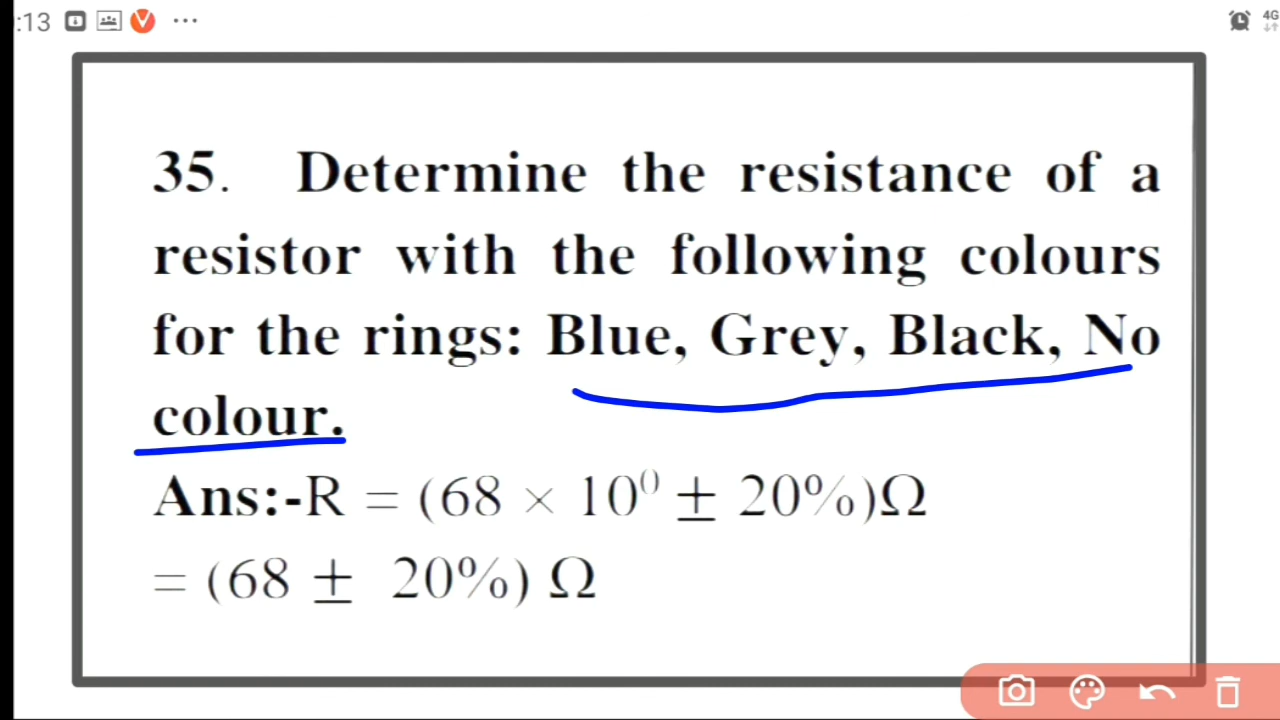 :13
4G
35. Determine the resistance of a
resistor with the following colours
for the rings: Blue, Grey, Black, No
colour.
Ans:-R = (68 × 10⁰ ± 20%)Ω
= (68 ± 20%) Ω